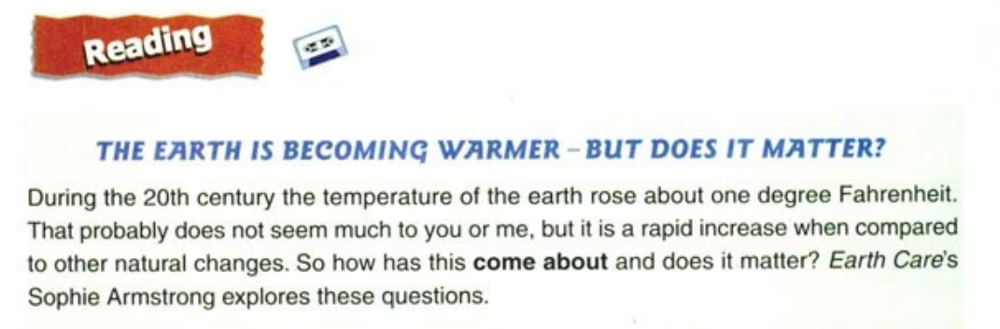 Reading
THE EARTH IS BECOMING WARMER – BUT DOES IT MATTER?
During the 20th century the temperature of the earth rose about one degree Fahrenheit.
That probably does not seem much to you or me, but it is a rapid increase when compared
to other natural changes. So how has this come about and does it matter? Earth Care's
Sophie Armstrong explores these questions.